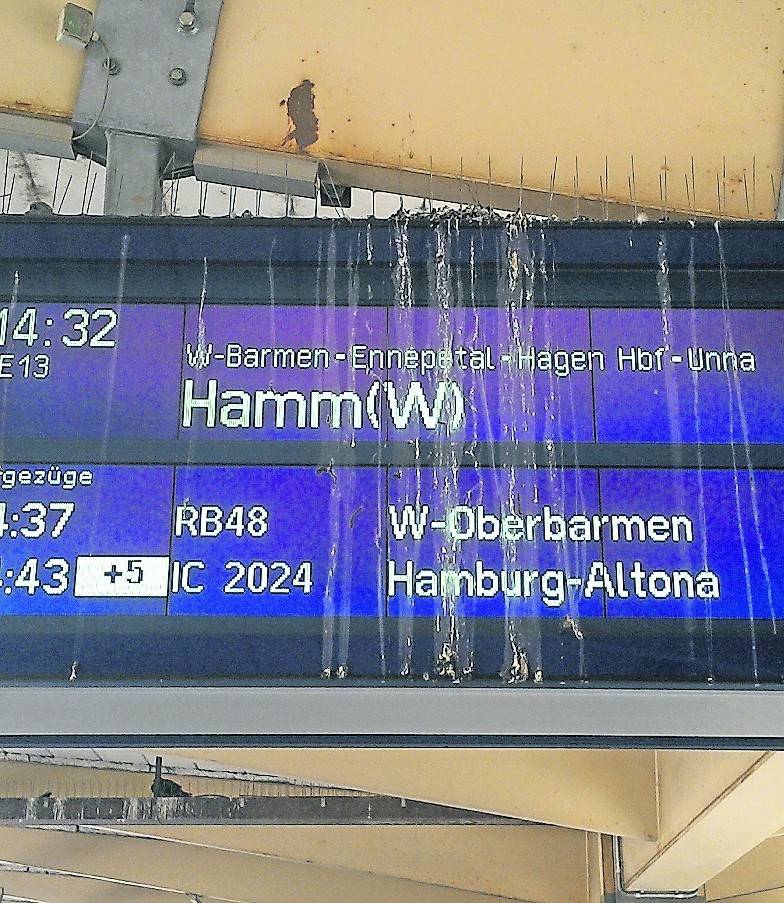 14:32
E13
W-Barmen - Ennepetal - Hagen Hbf - Unna
Hamm(W)
gezüge
:37 RB48 W-Oberbarmen
:43 +5 IC 2024 Hamburg-Altona